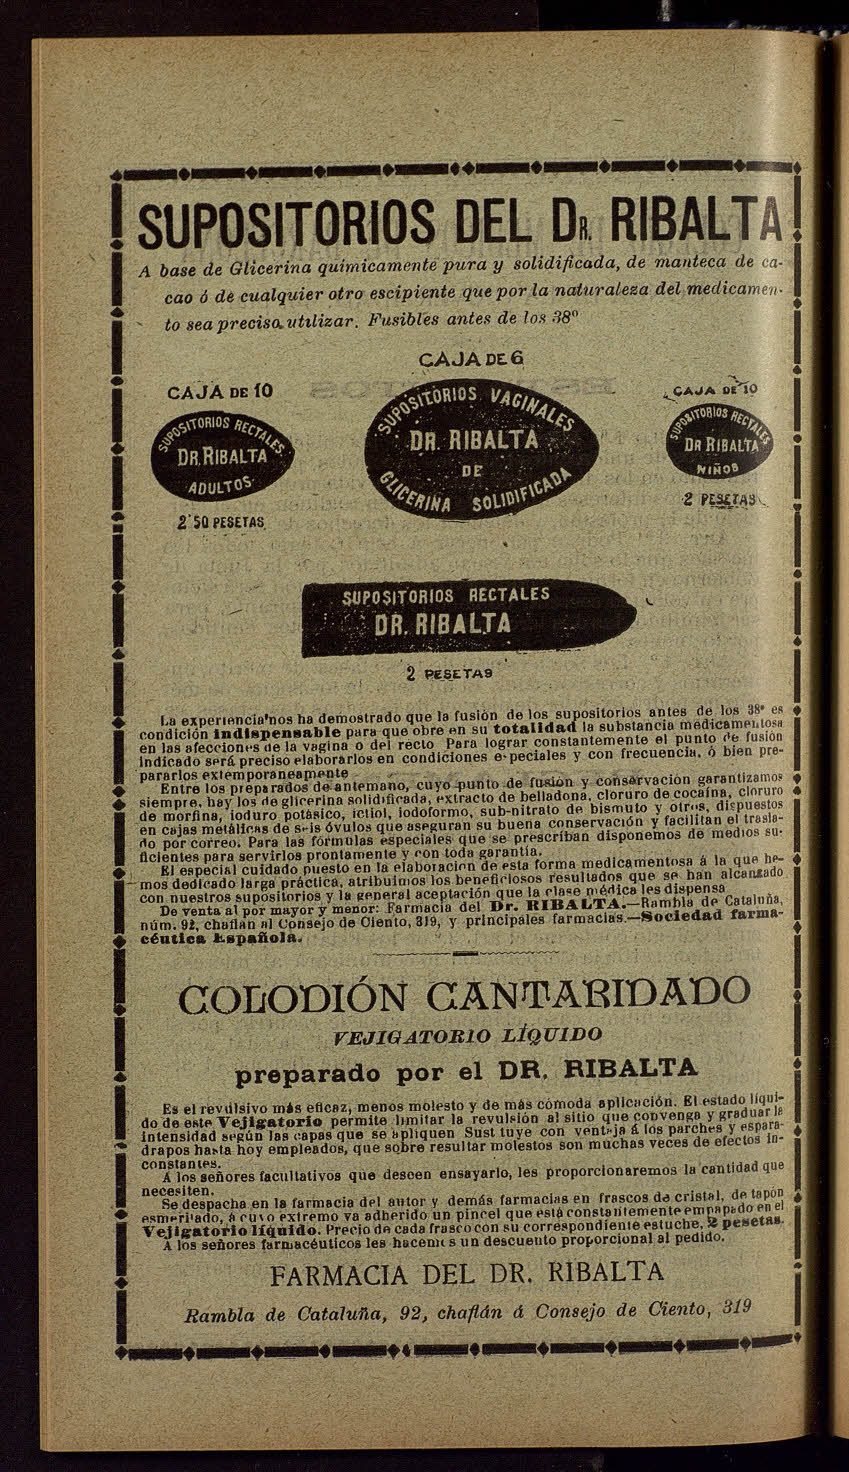 SUPOSITORIOS DEL DR. RIBALTA
A base de Glicerina químicamente pura y solidificada, de manteca de ca-
cao ó de cualquier otro escipiente que por la naturaleza del medicamen-
to sea preciso utilizar. Fusibles antes de los 38º
CAJA DE 6
SUPOSITORIOS VAGINALES
DR. RIBALTA
DE
GLICERINA SOLIDIFICADA
CAJA DE 10
SUPOSITORIOS RECTALES
DR. RIBALTA
ADULTOS
2'50 PESETAS
CAJA DE 10
SUPOSITORIOS RECTALES
DR RIBALTA
NIÑOS
2 PESETAS
SUPOSITORIOS RECTALES
DR. RIBALTA
2 PESETAS
La experiencia nos ha demostrado que la fusión de los supositorios antes de los 38º es
condición indispensable para que obre en su totalidad la substancia medicamentosa
en las afecciones de la vagina o del recto Para lograr constantemente el punto de fusión
indicado será preciso elaborarlos en condiciones especiales y con frecuencia, ó bien pre-
pararlos extemporaneamente
Entre los preparados de antemano, cuyo punto de fusión y conservación garantizamos
siempre, hay los de glicerina solidificada, extracto de belladona, cloruro de cocaína, cloruro
de morfina, ioduro potásico, ictiol, iodoformo, sub-nitrato de bismuto y otros, dispuestos
en cajas metálicas de seis óvulos que aseguran su buena conservación y facilitan el trasla-
do por correo. Para las fórmulas especiales que se prescriban disponemos de medios su-
ficientes para servirlos prontamente y con toda garantía.
El especial cuidado puesto en la elaboración de esta forma medicamentosa á la que he-
mos dedicado larga práctica, atribuimos los beneficiosos resultados que se han alcanzado
con nuestros supositorios y la general aceptación que la clase médica les dispensa
De venta al por mayor y menor: Farmacia del Dr. RIBALTA.—Rambla de Cataluña,
núm. 92, chaflán al Consejo de Ciento, 319, y principales farmacias.—Sociedad farma-
céutica Española.
COLODIÓN CANTARIDADO
VEJIGATORIO LÍQUIDO
preparado por el DR. RIBALTA
Es el revulsivo más eficaz, menos molesto y de más cómoda aplicación. El estado líqui-
do de este Vejigatorio permite limitar la revulsión al sitio que convenga y graduar la
intensidad según las capas que se apliquen Sustituye con ventaja á los parches y espara-
drapos hasta hoy empleados, que sobre resultar molestos son muchas veces de efectos in-
constantes.
A los señores facultativos que deseen ensayarlo, les proporcionaremos la cantidad que
necesiten.
Se despacha en la farmacia del autor y demás farmacias en frascos de cristal, de tapón
esmerilado, á cuyo extremo va adherido un pincel que está constantemente empapado en el
Vejigatorio líquido. Precio de cada frasco con su correspondiente estuche, 2 pesetas.
A los señores farmacéuticos les hacemos un descuento proporcional al pedido.
FARMACIA DEL DR. RIBALTA
Rambla de Cataluña, 92, chaflán á Consejo de Ciento, 319